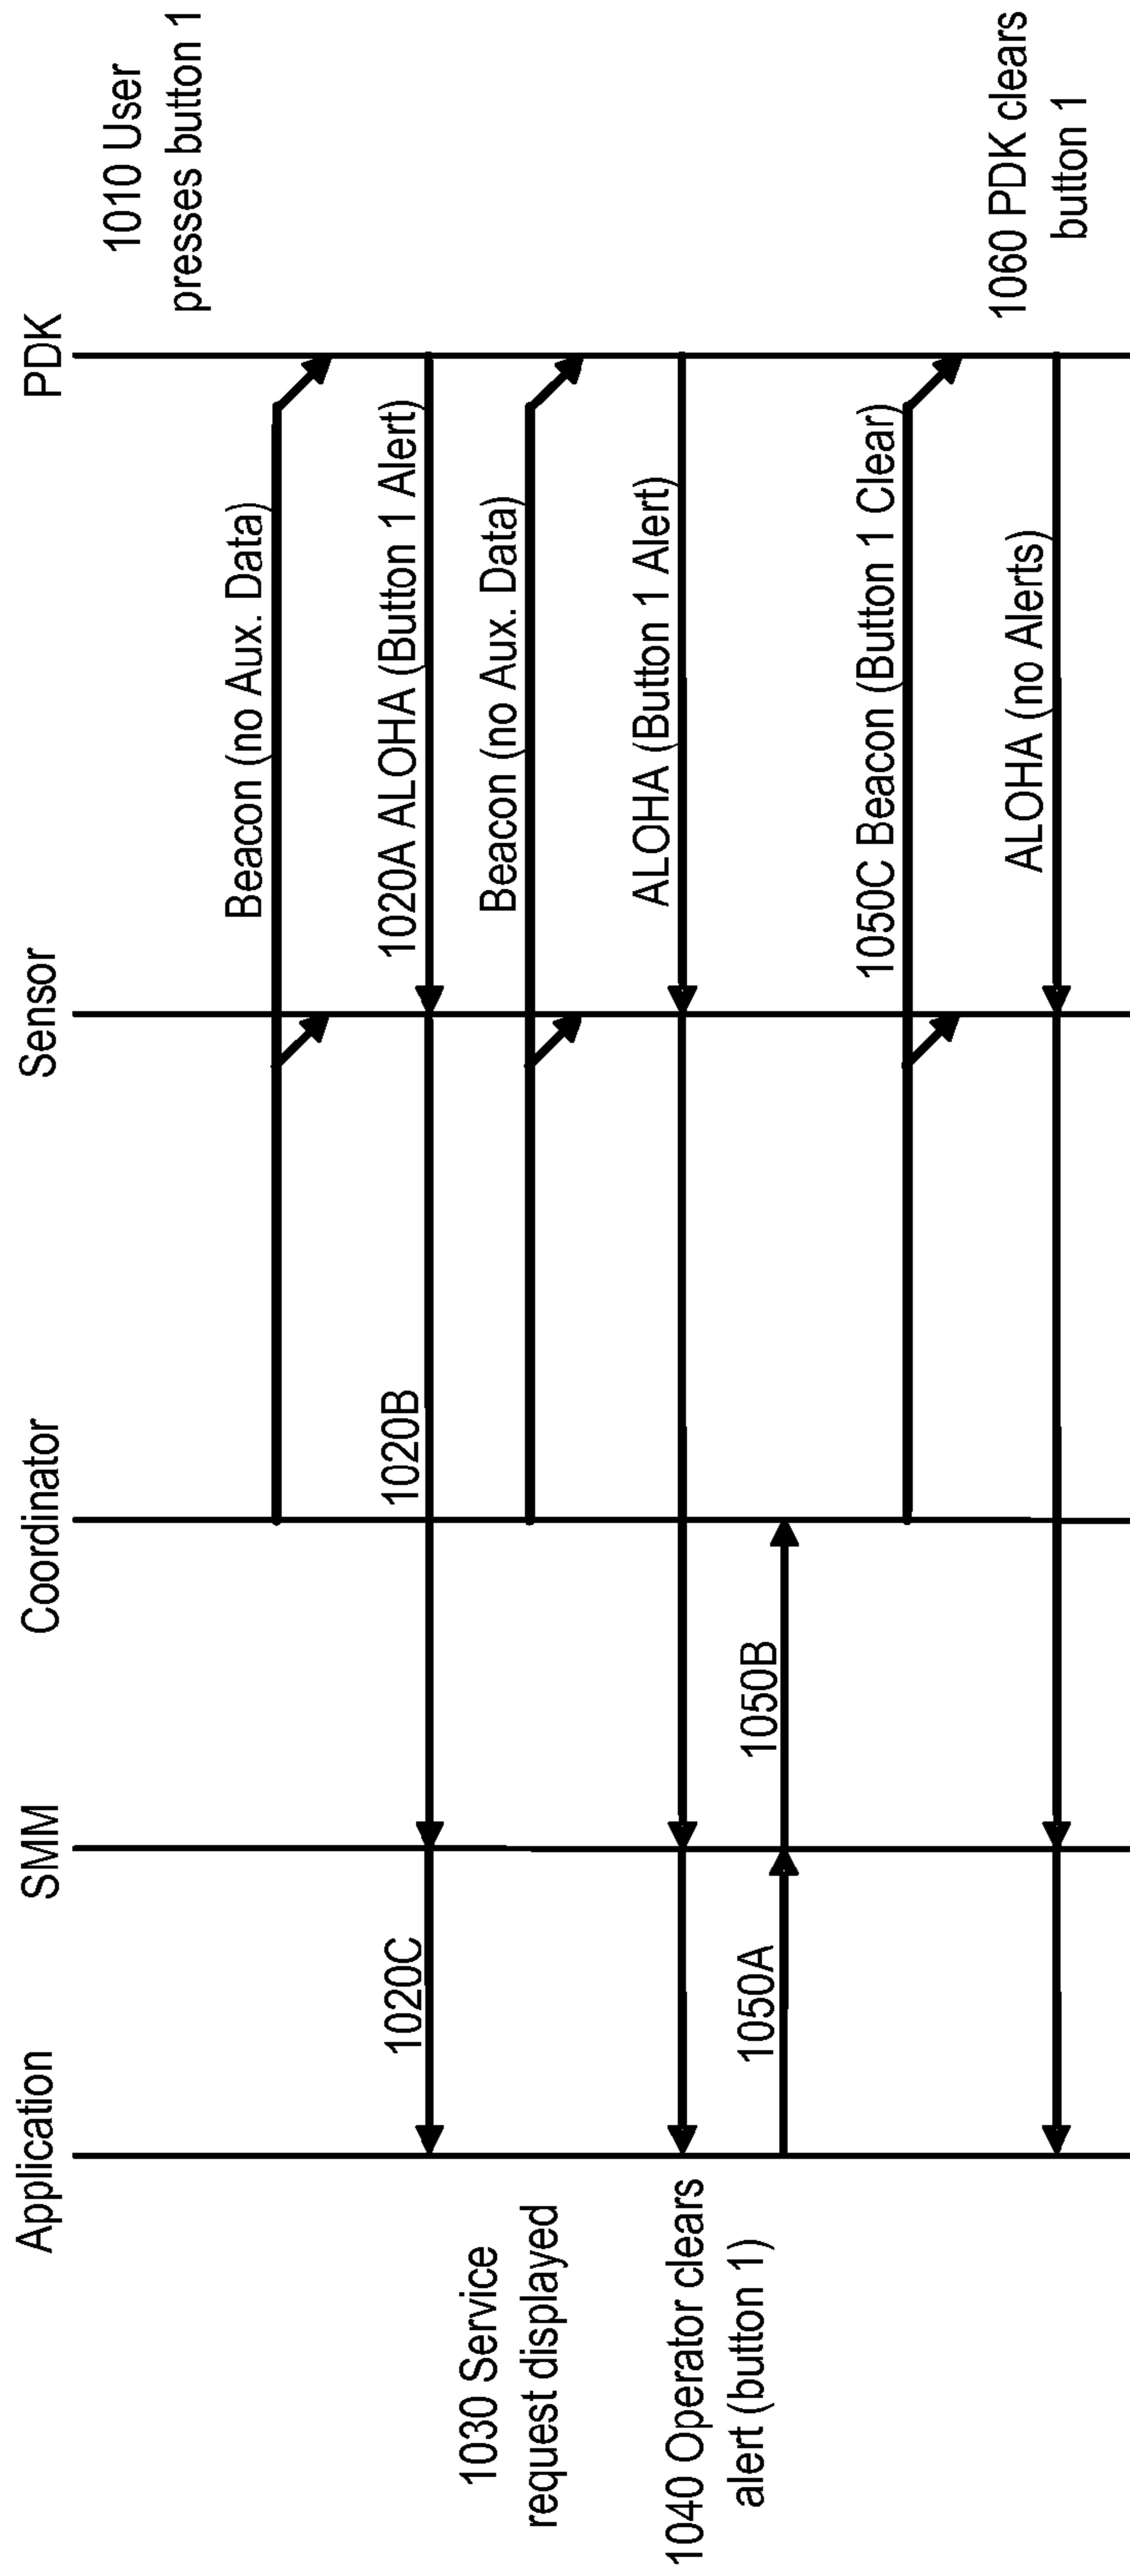 Application
SMM
Coordinator
Sensor
PDK
1010 User
presses button 1
Beacon (no Aux. Data)
1020C
1020B
1020A ALOHA (Button 1 Alert)
1030 Service
request displayed
Beacon (no Aux. Data)
1040 Operator clears
alert (button 1)
ALOHA (Button 1 Alert)
1050A
1050B
1050C Beacon (Button 1 Clear)
1060 PDK clears
button 1
ALOHA (no Alerts)